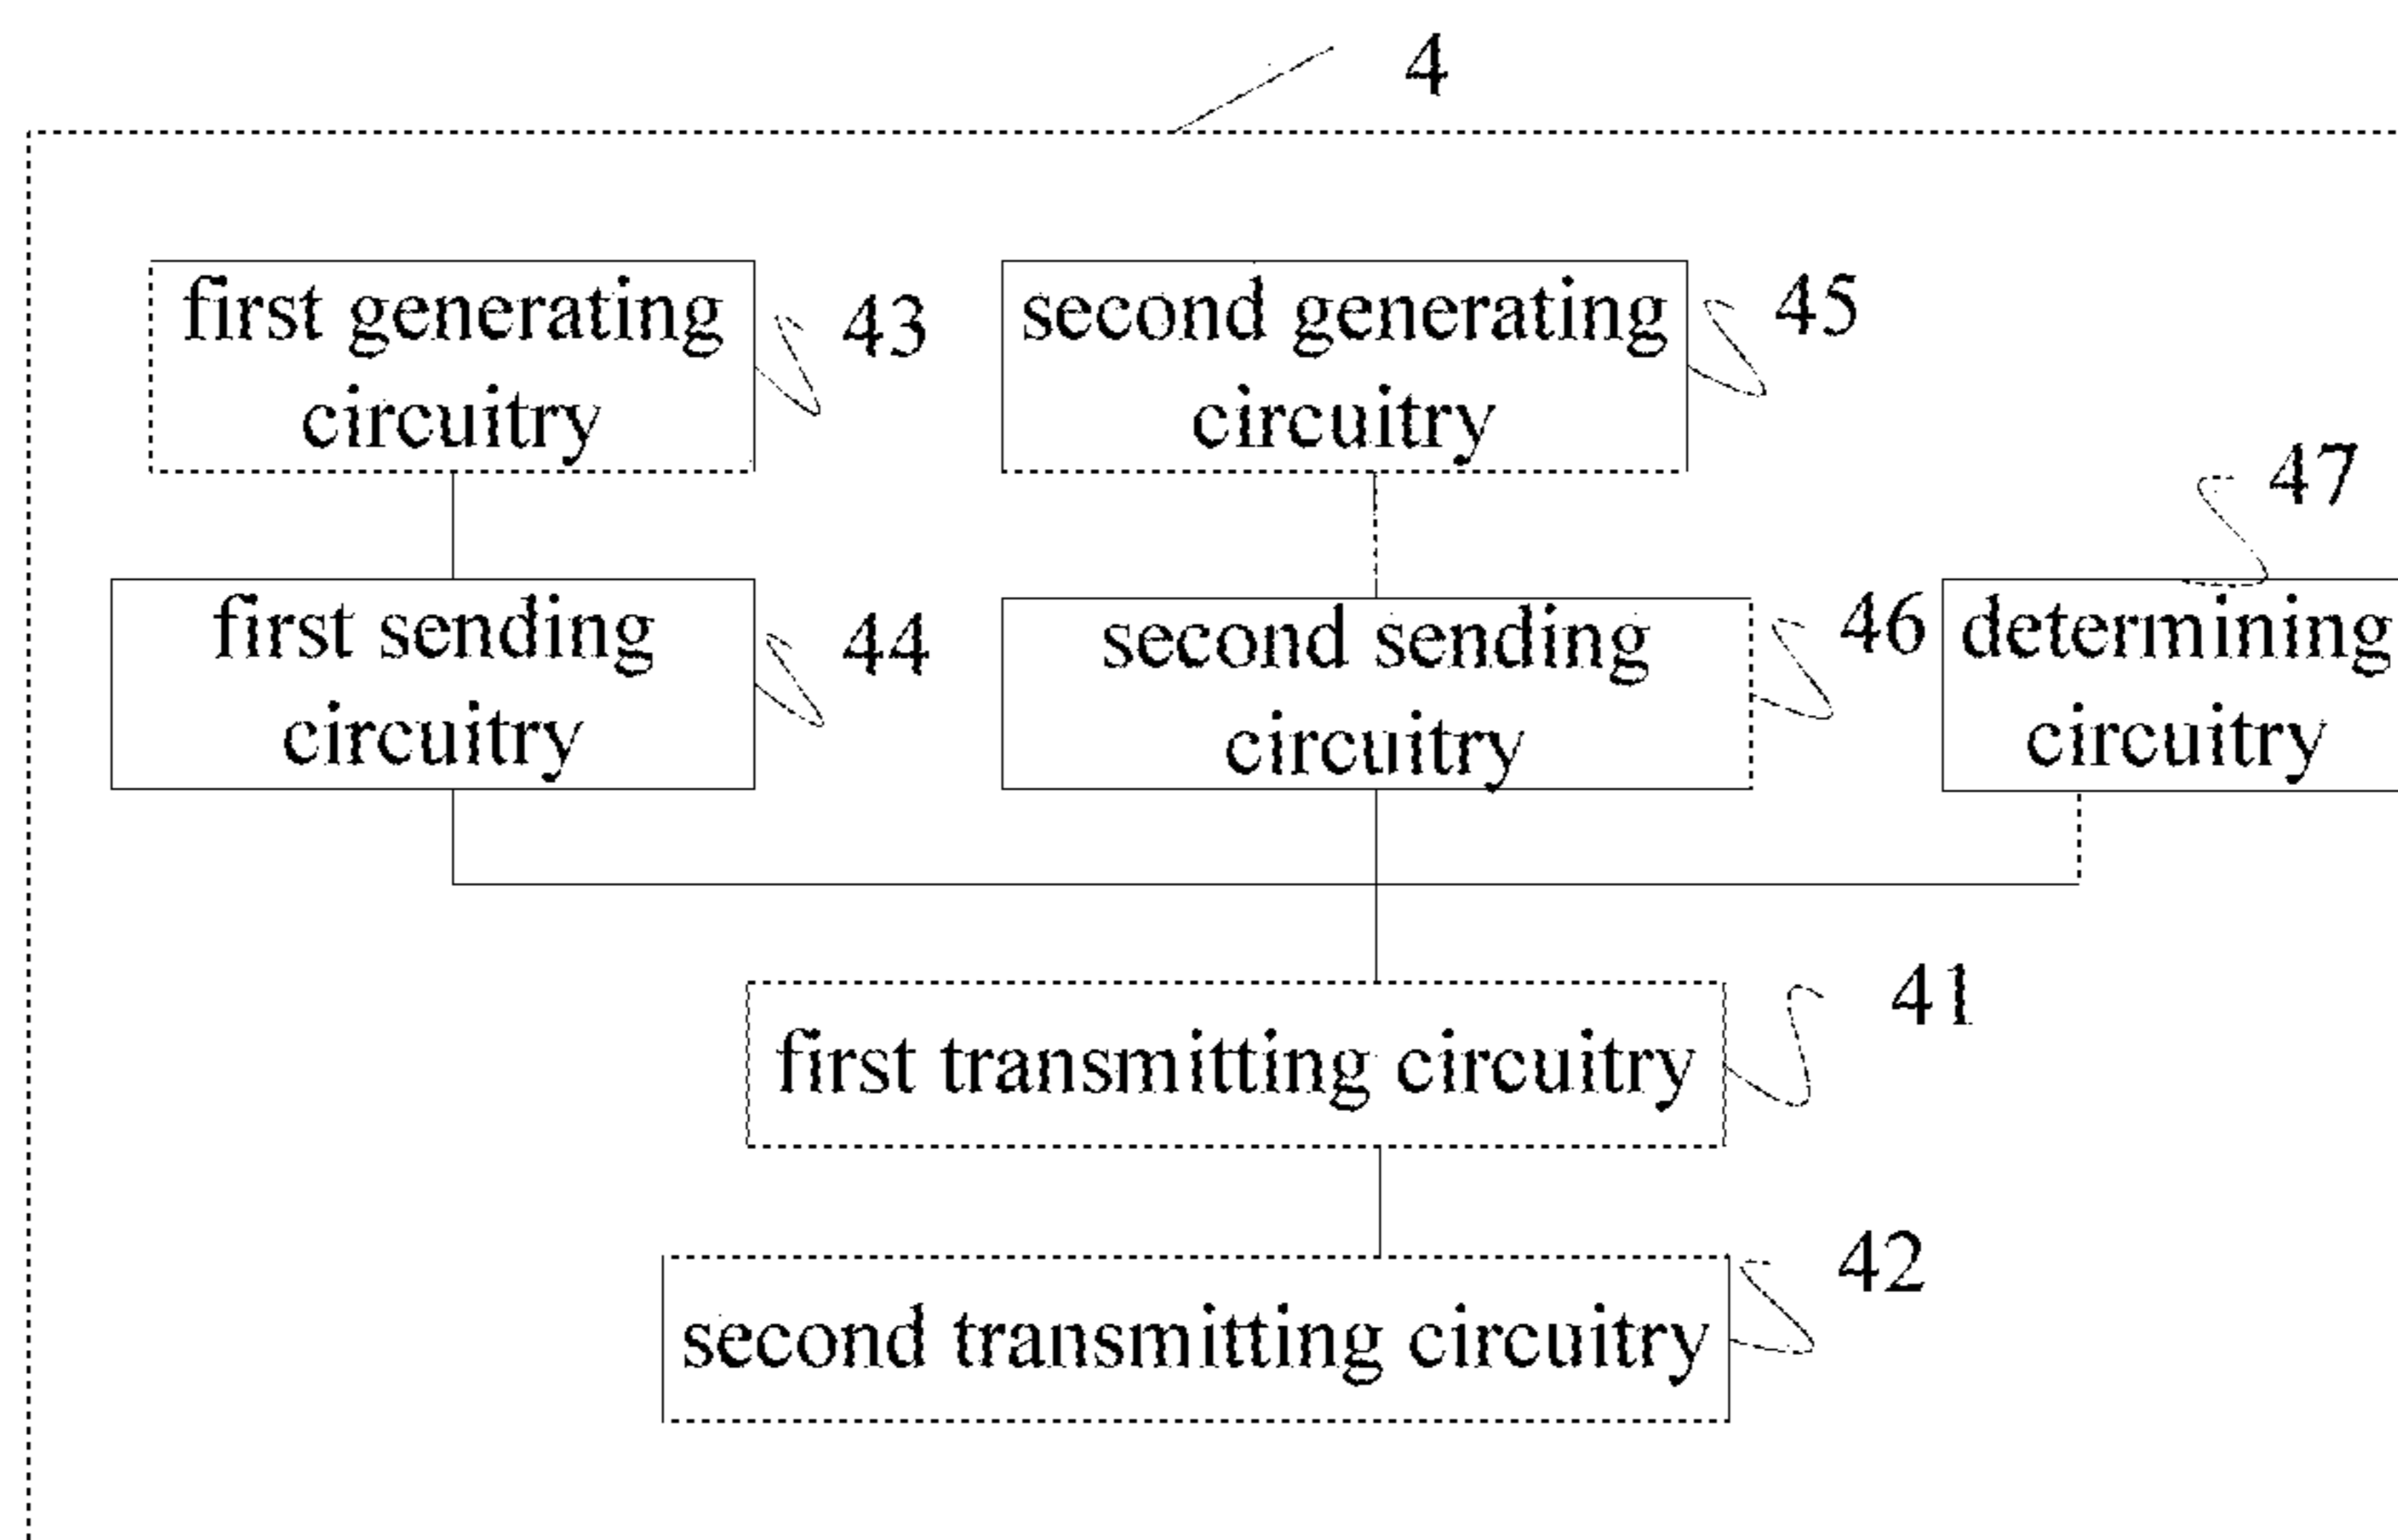 4
first generating
circuitry
43
second generating
circuitry
45
47
first sending
circuitry
44
second sending
circuitry
46
determining
circuitry
first transmitting circuitry
41
second transmitting circuitry
42